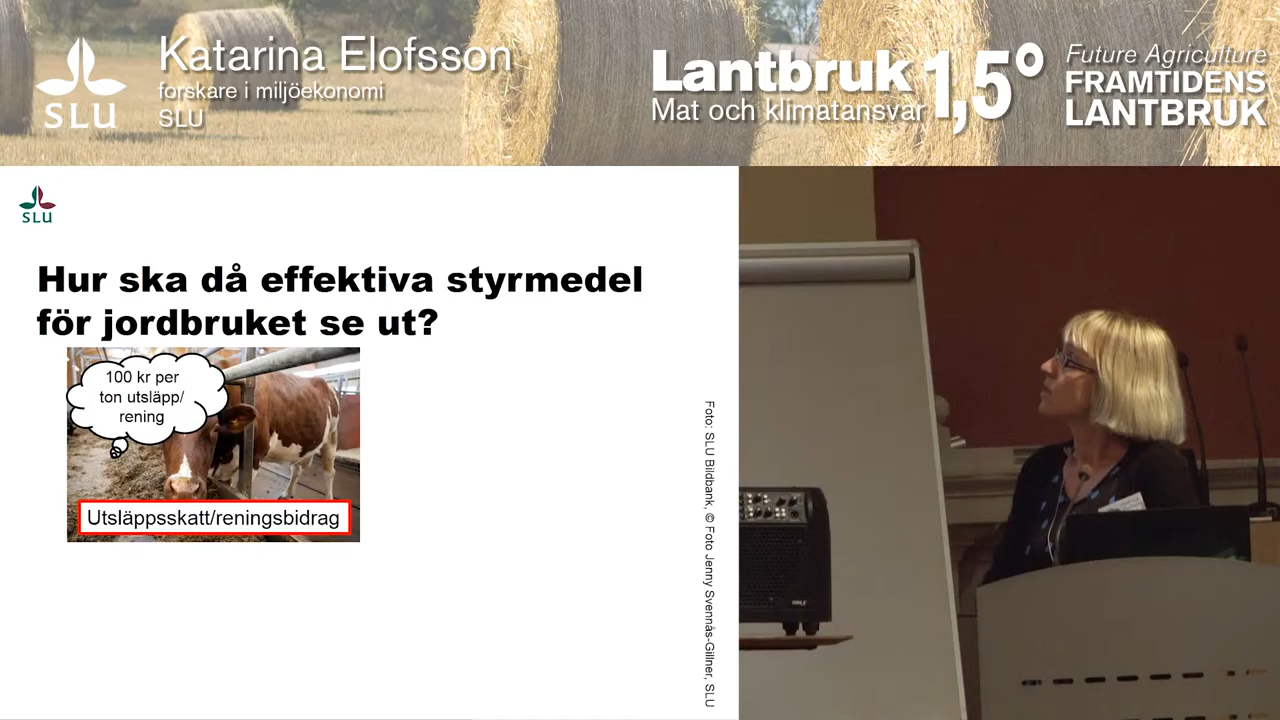 SLU
Katarina Elofsson
forskare i miljöekonomi
SLU
Lantbruk 1,5°
Mat och klimatansvar
Future Agriculture
FRAMTIDENS
LANTBRUK
SLU
Hur ska då effektiva styrmedel
för jordbruket se ut?
100 kr per
ton utsläpp/
rening
Utsläppsskatt/reningsbidrag
Foto: SLU Bildbank, © Foto Jenny Svennås-Gillner, SLU